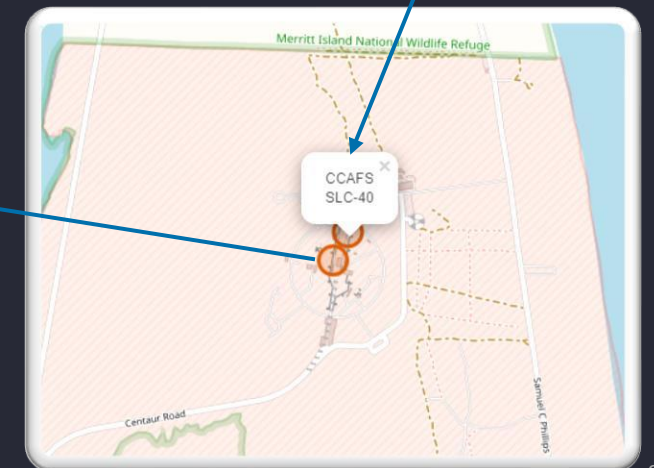 Merritt Island National Wildlife Refuge
CCAFS
SLC-40
Centaur Road
Samuel C Phillips